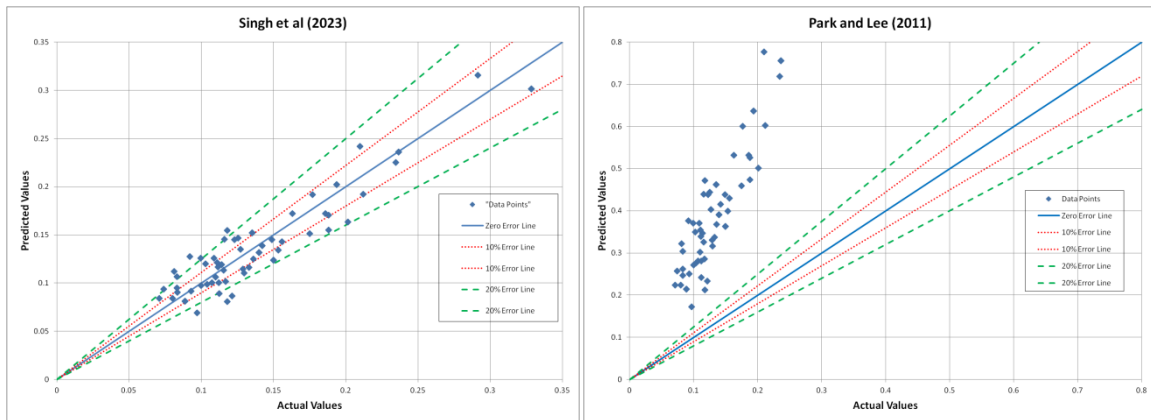 Singh et al (2023)
0.35
0.3
0.25
0.2
0.15
0.1
0.05
0
Predicted Values
0
0.05
0.1
0.15
0.2
0.25
0.3
0.35
Actual Values
"Data Points"
Zero Error Line
10% Error Line
10% Error Line
20% Error Line
20% Error Line
Park and Lee (2011)
0.8
0.7
0.6
0.5
0.4
0.3
0.2
0.1
0
Predicted Values
0
0.1
0.2
0.3
0.4
0.5
0.6
0.7
0.8
Actual Values
Data Points
Zero Error Line
10% Error Line
10% Error Line
20% Error Line
20% Error Line